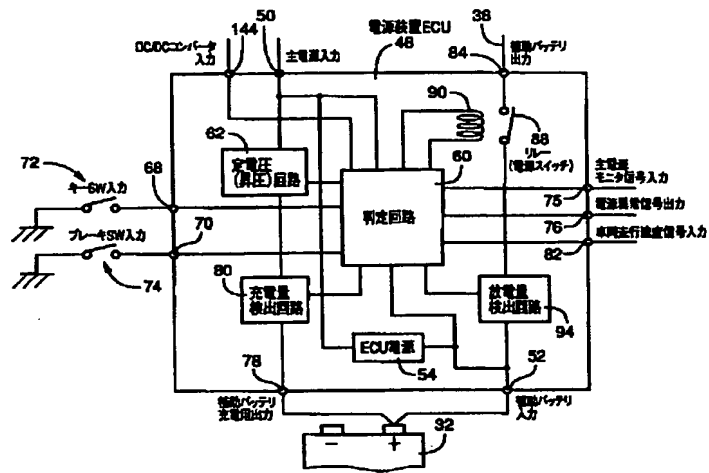 DC/DCコンバータ
入力
144
50
主電源入力
電源装置ECU
48
38
補助バッテリ
出力
84
90
88
リレー
(電源スイッチ)
62
定電圧
(昇圧)回路
60
判定回路
72
キーSW入力
68
ブレーキSW入力
70
74
主電源
モニタ信号入力
75
電源異常信号出力
76
車両走行速度信号入力
82
80
充電量
検出回路
放電量
検出回路
94
ECU電源
54
78
52
補助バッテリ
充電用出力
補助バッテリ
入力
− +
32